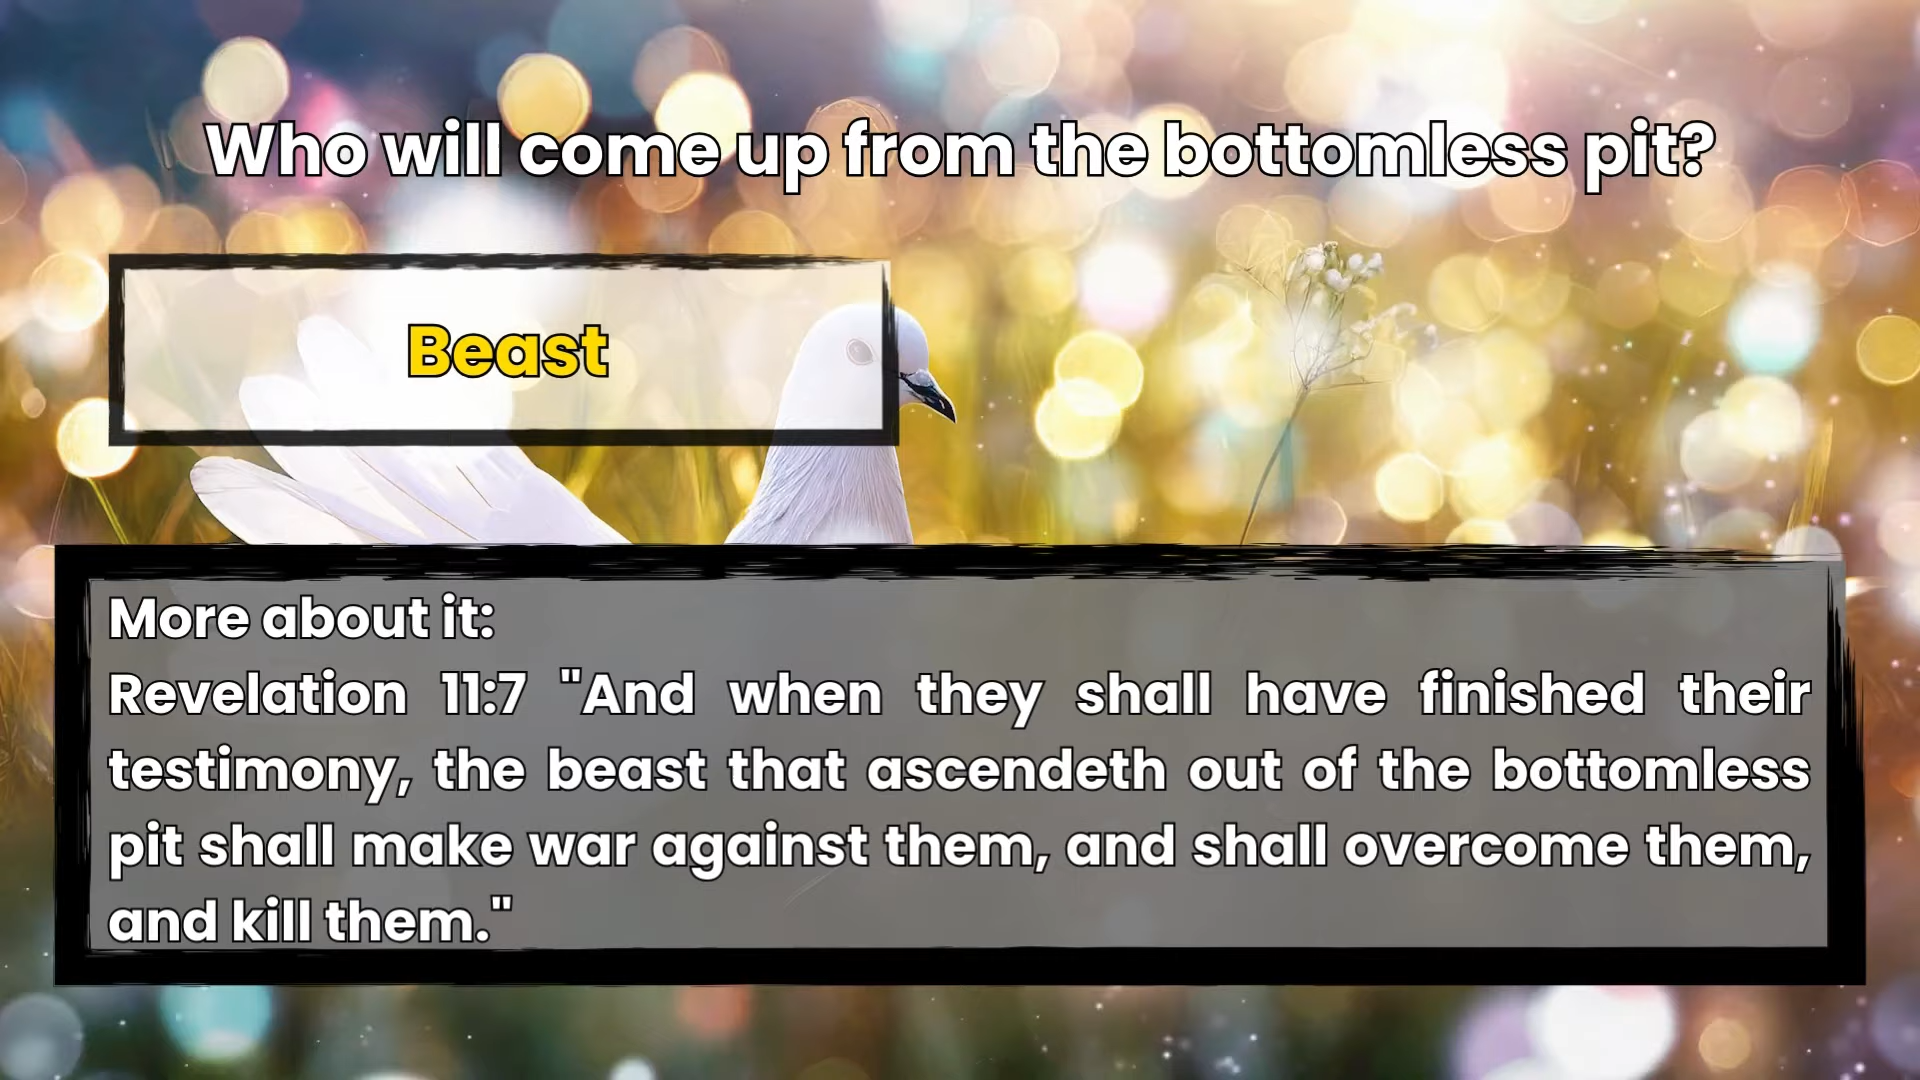 Who will come up from the bottomless pit?
Beast
More about it:
Revelation 11:7 "And when they shall have finished their
testimony, the beast that ascendeth out of the bottomless
pit shall make war against them, and shall overcome them,
and kill them."